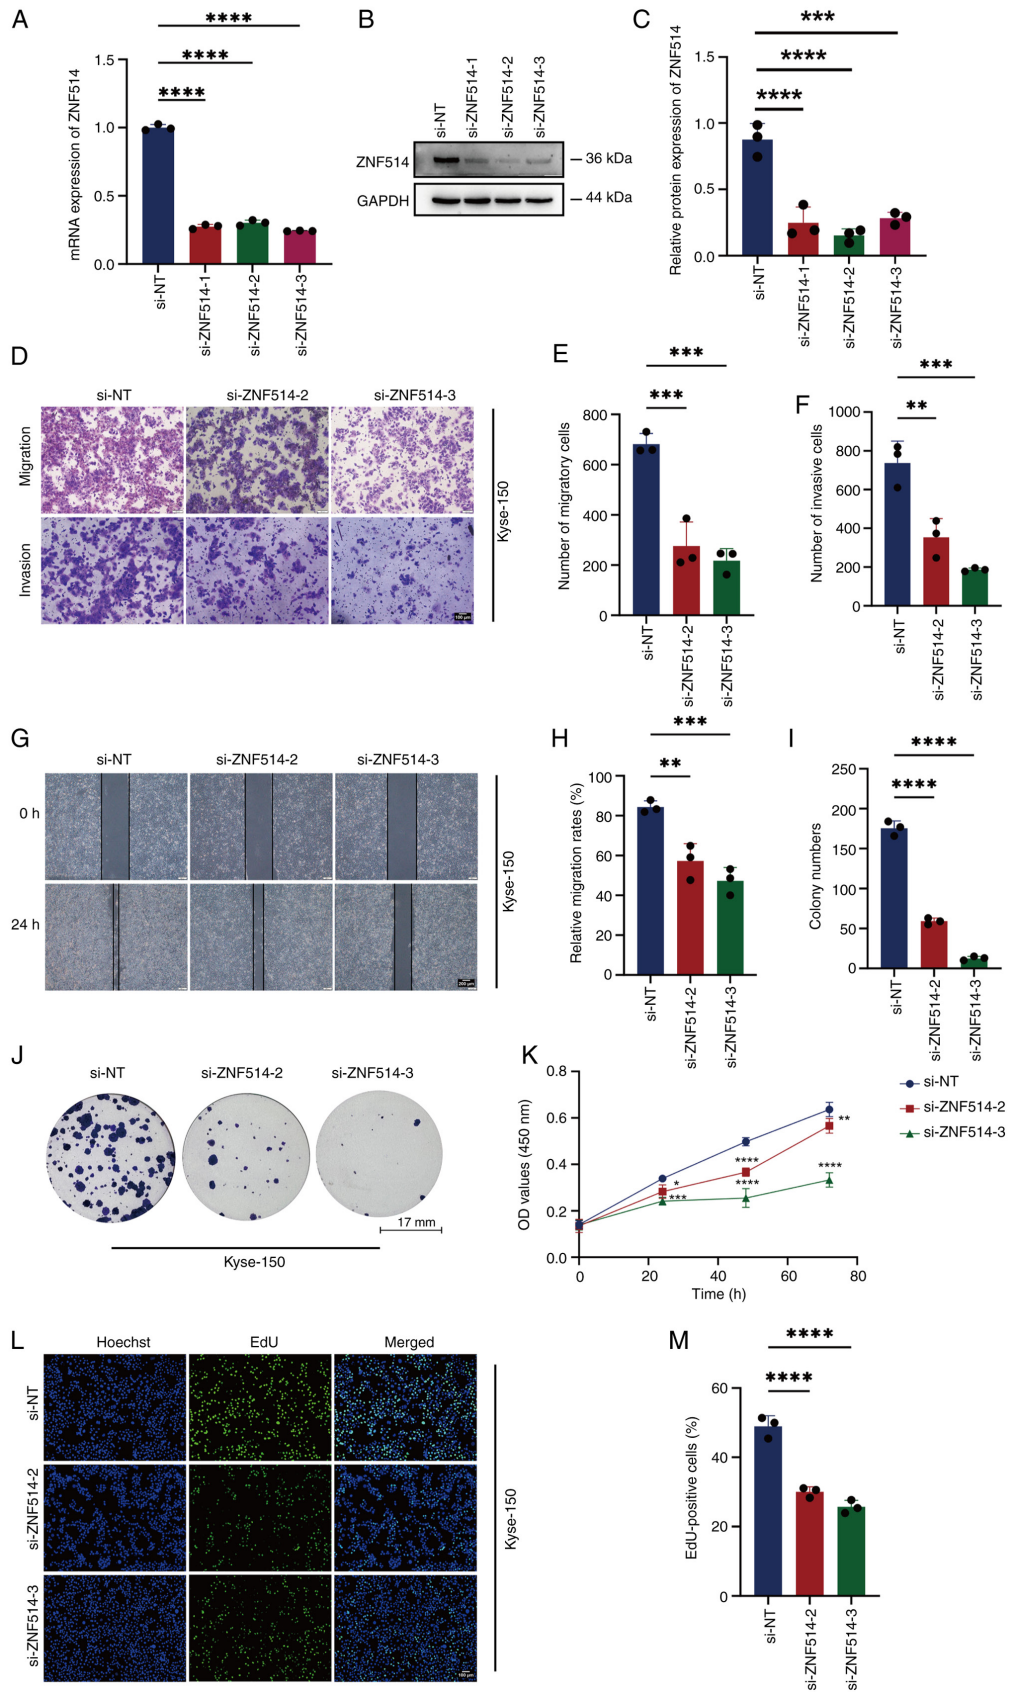 A
****
****
****
mRNA expression of ZNF514
1.5
1.0
0.5
0.0
si-NT
si-ZNF514-1
si-ZNF514-2
si-ZNF514-3
B
si-NT
si-ZNF514-1
si-ZNF514-2
si-ZNF514-3
ZNF514
36 kDa
GAPDH
44 kDa
C
***
****
****
Relative protein expression of ZNF514
1.5
1.0
0.5
0.0
si-NT
si-ZNF514-1
si-ZNF514-2
si-ZNF514-3
D
si-NT
si-ZNF514-2
si-ZNF514-3
Migration
Invasion
100 µm
Kyse-150
E
***
***
Number of migratory cells
800
600
400
200
0
si-NT
si-ZNF514-2
si-ZNF514-3
F
***
**
Number of invasive cells
1000
800
600
400
200
0
si-NT
si-ZNF514-2
si-ZNF514-3
G
si-NT
si-ZNF514-2
si-ZNF514-3
0 h
24 h
200 µm
Kyse-150
H
***
**
Relative migration rates (%)
100
80
60
40
20
0
si-NT
si-ZNF514-2
si-ZNF514-3
I
****
****
Colony numbers
250
200
150
100
50
0
si-NT
si-ZNF514-2
si-ZNF514-3
J
si-NT
si-ZNF514-2
si-ZNF514-3
17 mm
Kyse-150
K
OD values (450 nm)
0.8
0.6
0.4
0.2
0.0
0
20
40
60
80
Time (h)
*
***
****
****
**
****
si-NT
si-ZNF514-2
si-ZNF514-3
L
Hoechst
EdU
Merged
si-NT
si-ZNF514-2
si-ZNF514-3
100 µm
Kyse-150
M
****
****
EdU-positive cells (%)
60
40
20
0
si-NT
si-ZNF514-2
si-ZNF514-3